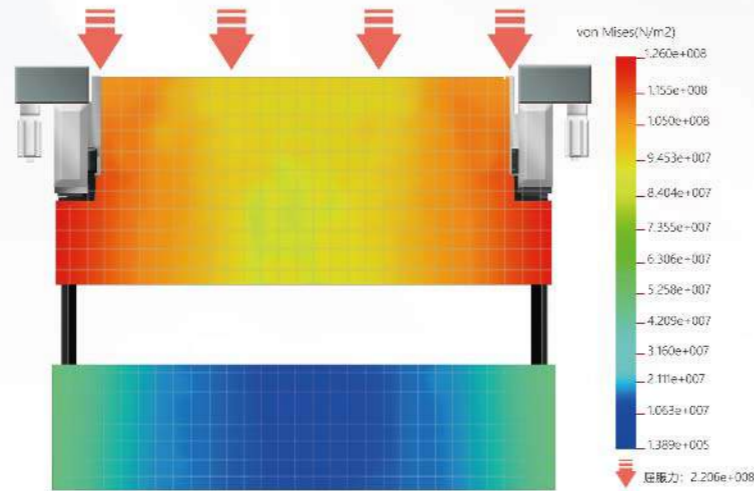 von Mises(N/m2)
1.260e+008
1.155e+008
1.050e+008
9.453e+007
8.404e+007
7.355e+007
6.306e+007
5.258e+007
4.209e+007
3.160e+007
2.111e+007
1.063e+007
1.389e+005
屈服力: 2.206e+008